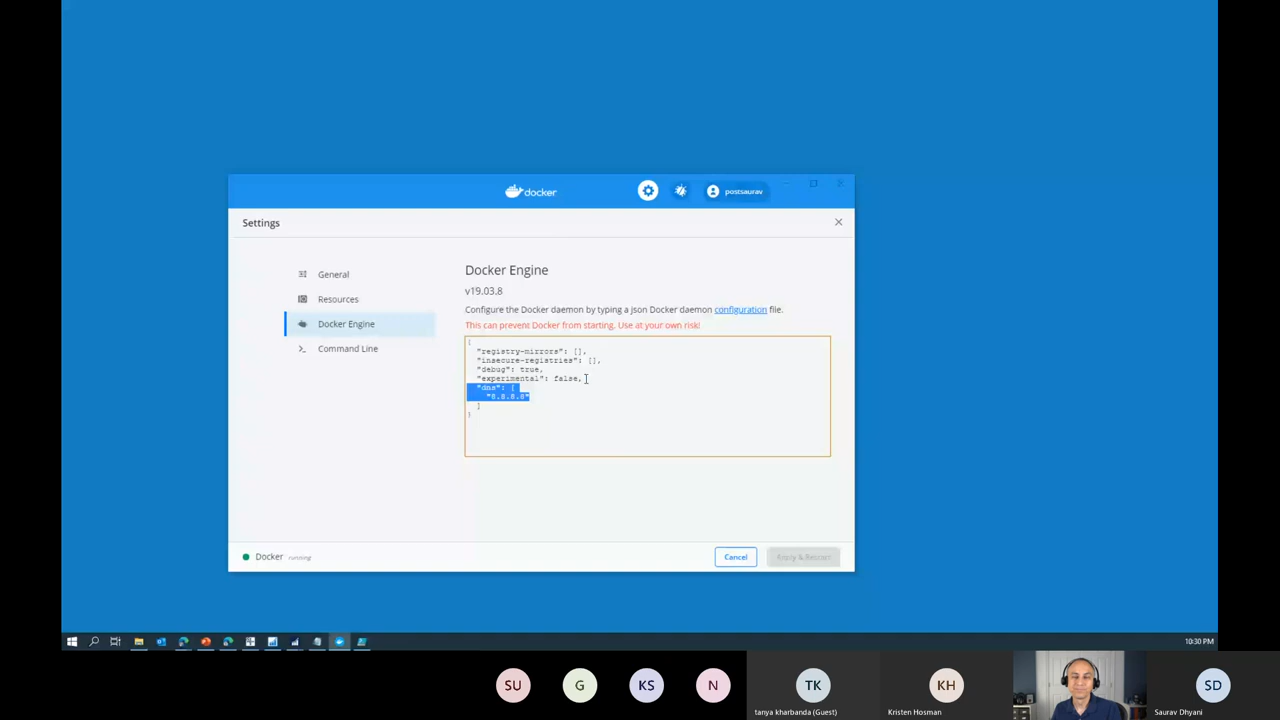 docker
postsaurav
Settings
General
Resources
Docker Engine
Command Line
Docker Engine
v19.03.8
Configure the Docker daemon by typing a json Docker daemon configuration file.
This can prevent Docker from starting. Use at your own risk!
{
"registry-mirrors": [],
"insecure-registries": [],
"debug": true,
"experimental": false,
"dns": [
"8.8.8.8"
]
}
Docker running
Cancel
Apply & Restart
10:30 PM
SU
G
KS
N
TK
KH
SD
tanya kharbanda (Guest)
Kristen Hosman
Saurav Dhyani